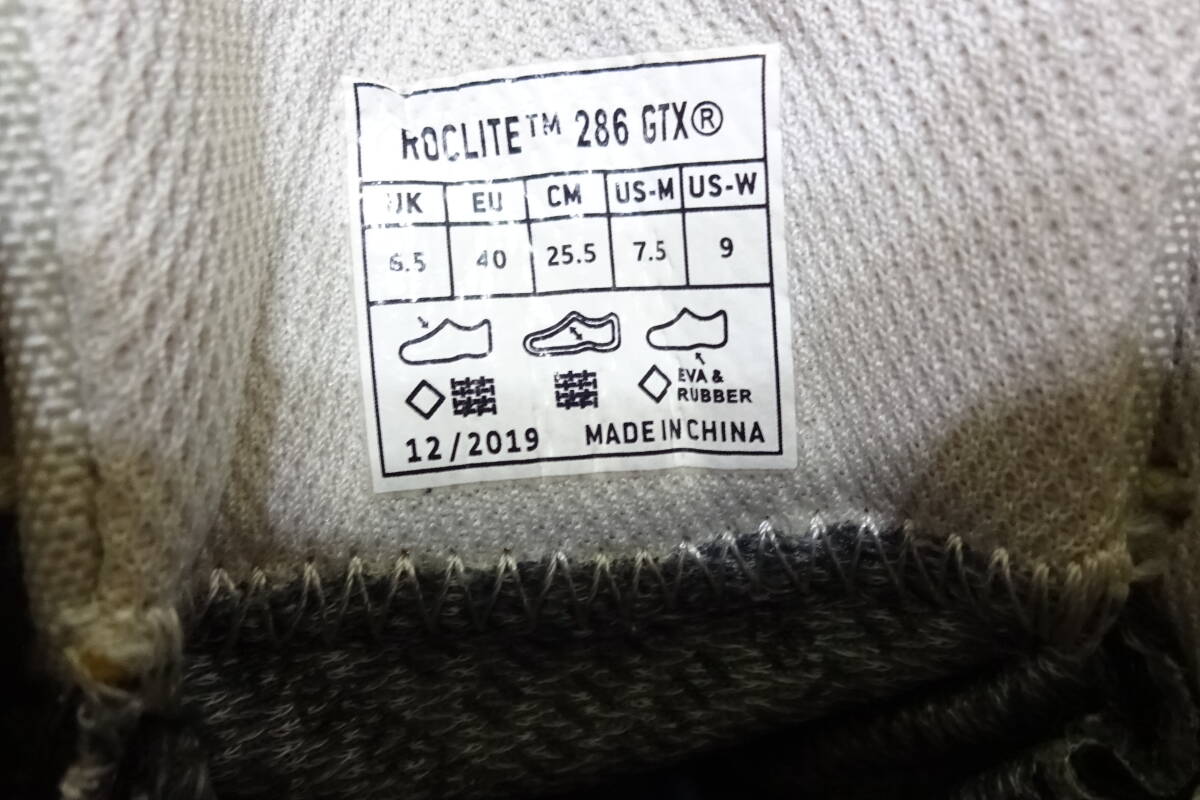 ROCLITE™ 286 GTX®
UK EU CM US-M US-W
6.5 40 25.5 7.5 9
EVA &
RUBBER
12/2019 MADE IN CHINA